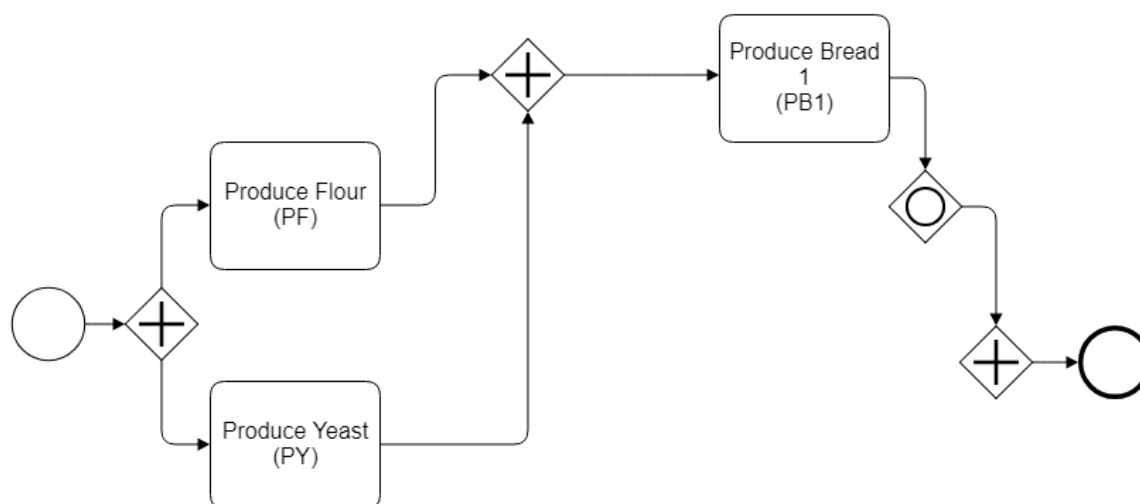 Produce Bread
1
(PB1)
Produce Flour
(PF)
Produce Yeast
(PY)